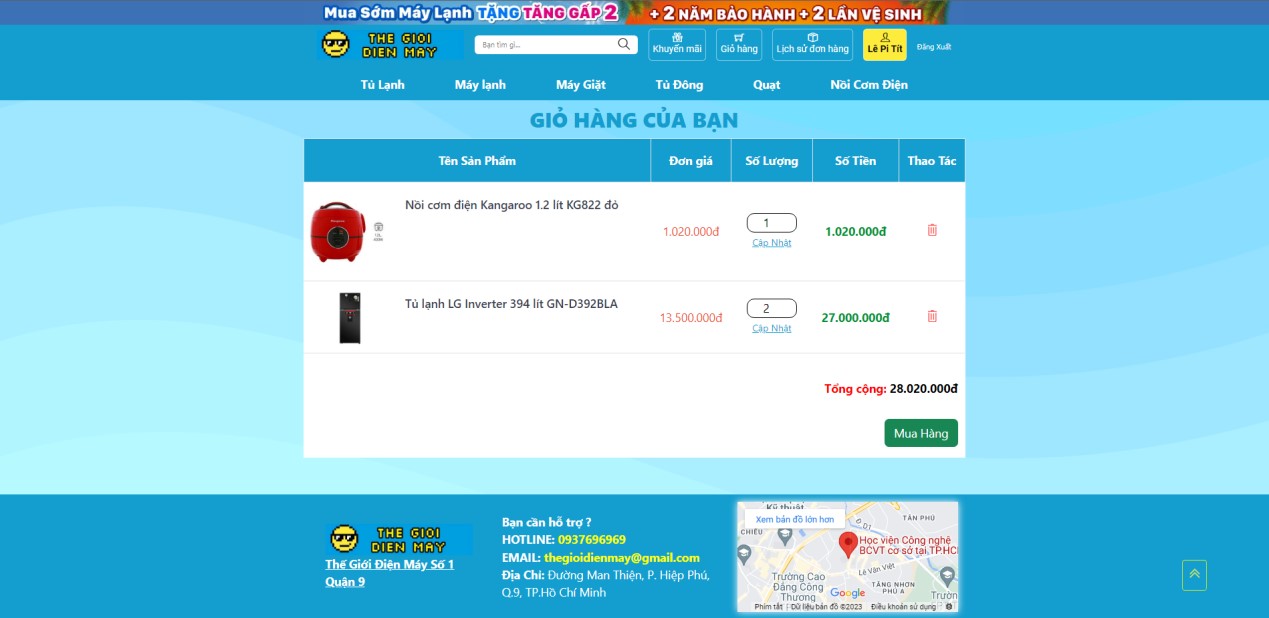 Mua Sớm Máy Lạnh TẶNG TĂNG GẤP 2 + 2 NĂM BẢO HÀNH + 2 LẦN VỆ SINH
THE GIOI
DIEN MAY
Bạn tìm gì...
Khuyến mãi
Giỏ hàng
Lịch sử đơn hàng
Lê Pi Tít
Đăng Xuất
Tủ Lạnh
Máy lạnh
Máy Giặt
Tủ Đông
Quạt
Nồi Cơm Điện
GIỎ HÀNG CỦA BẠN
Tên Sản Phẩm Đơn giá Số Lượng Số Tiền Thao Tác
Nồi cơm điện Kangaroo 1.2 lít KG822 đỏ
1.020.000đ
1
Cập Nhật
1.020.000đ
Tủ lạnh LG Inverter 394 lít GN-D392BLA
13.500.000đ
2
Cập Nhật
27.000.000đ
Tổng cộng: 28.020.000đ
Mua Hàng
THE GIOI
DIEN MAY
Thế Giới Điện Máy Số 1
Quận 9
Bạn cần hỗ trợ ?
HOTLINE: 0937696969
EMAIL: thegioidienmay@gmail.com
Địa Chỉ: Đường Man Thiện, P. Hiệp Phú,
Q.9, TP.Hồ Chí Minh
Kỹ thuật
Xem bản đồ lớn hơn
CHIÊU
D1
TÂN PHÚ
Học viện Công nghệ
BCVT cơ sở tại TP.HC
Lê Văn Việt
Trường Cao
Đẳng Công
Thương
TĂNG NHƠN
PHÚ A
Google
Phím tắt
Dữ liệu bản đồ ©2023
Điều khoản sử dụng